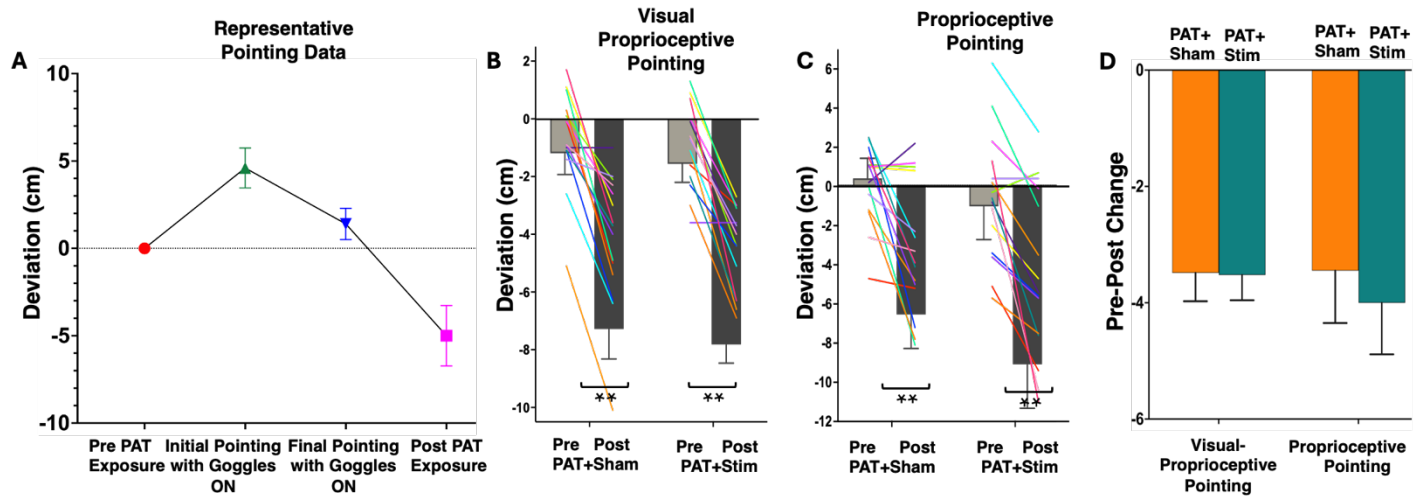 A
Representative
Pointing Data
Deviation (cm)
10
5
0
-5
-10
Pre PAT
Exposure
Initial Pointing
with Goggles
ON
Final Pointing
with Goggles
ON
Post PAT
Exposure
B
Visual
Proprioceptive
Pointing
Deviation (cm)
2
0
-2
-4
-6
-8
-10
**
**
Pre Post
PAT+Sham
Pre Post
PAT+Stim
C
Proprioceptive
Pointing
Deviation (cm)
6
4
2
0
-2
-4
-6
-8
-10
-12
**
**
Pre Post
PAT+Sham
Pre Post
PAT+Stim
D
PAT+ PAT+
Sham Stim
PAT+ PAT+
Sham Stim
Pre-Post Change
0
-2
-4
-6
Visual-
Proprioceptive
Pointing
Proprioceptive
Pointing